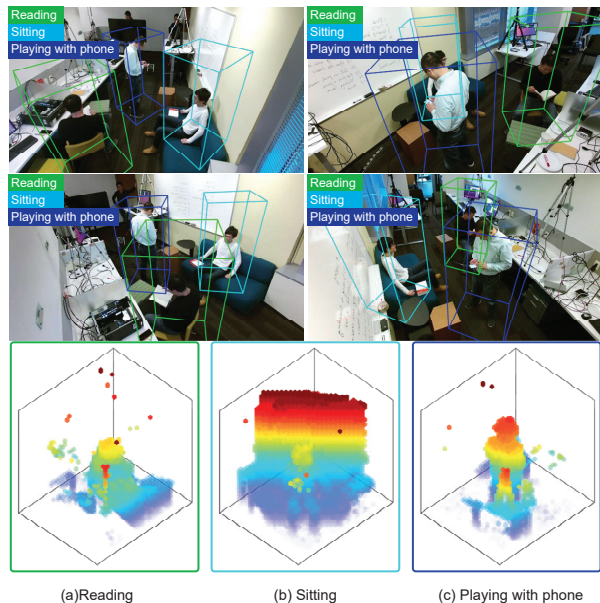 Reading
Sitting
Playing with phone
Reading
Sitting
Playing with phone
Reading
Sitting
Playing with phone
Reading
Sitting
Playing with phone
(a)Reading
(b) Sitting
(c) Playing with phone